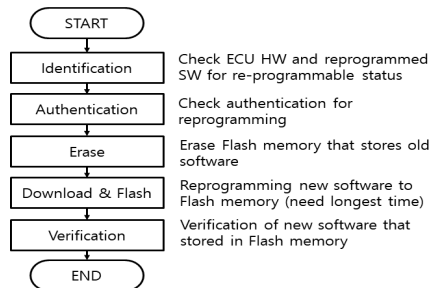 START
Identification
Check ECU HW and reprogrammed
SW for re-programmable status
Authentication
Check authentication for
reprogramming
Erase
Erase Flash memory that stores old
software
Download & Flash
Reprogramming new software to
Flash memory (need longest time)
Verification
Verification of new software that
stored in Flash memory
END